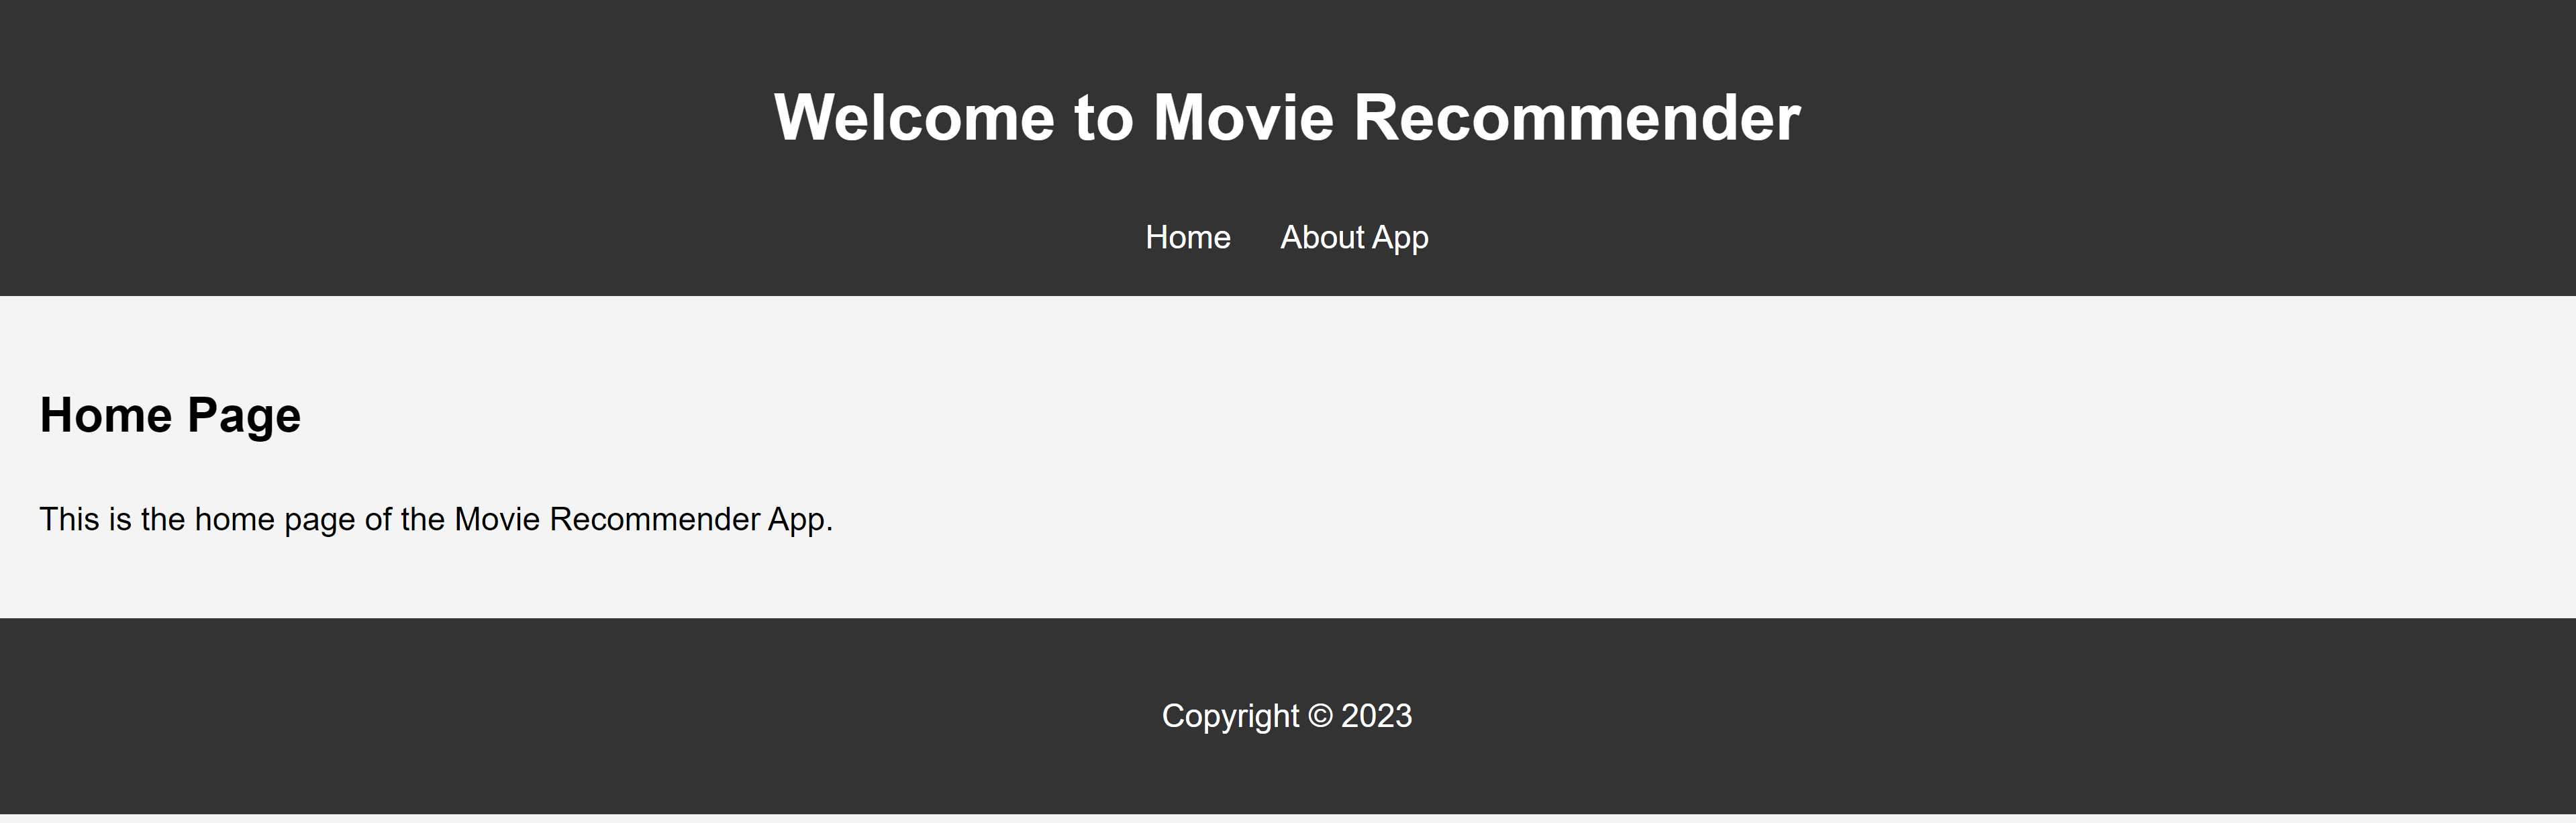 Welcome to Movie Recommender
Home About App
Home Page
This is the home page of the Movie Recommender App.
Copyright © 2023